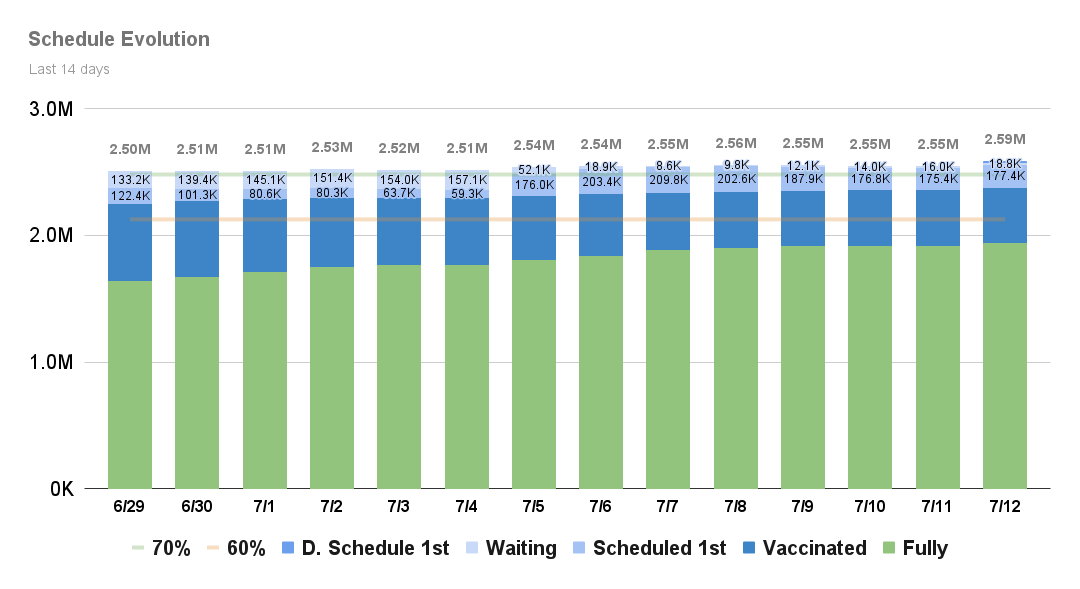 Schedule Evolution
Last 14 days
3.0M
2.0M
1.0M
0K
2.50M 2.51M 2.51M 2.53M 2.52M 2.51M 2.54M 2.54M 2.55M 2.56M 2.55M 2.55M 2.55M 2.59M
133.2K 139.4K 145.1K 151.4K 154.0K 157.1K 52.1K 18.9K 8.6K 9.8K 12.1K 14.0K 16.0K 18.8K
122.4K 101.3K 80.6K 80.3K 63.7K 59.3K 176.0K 203.4K 209.8K 202.6K 187.9K 176.8K 175.4K 177.4K
6/29 6/30 7/1 7/2 7/3 7/4 7/5 7/6 7/7 7/8 7/9 7/10 7/11 7/12
70% 60% D. Schedule 1st Waiting Scheduled 1st Vaccinated Fully